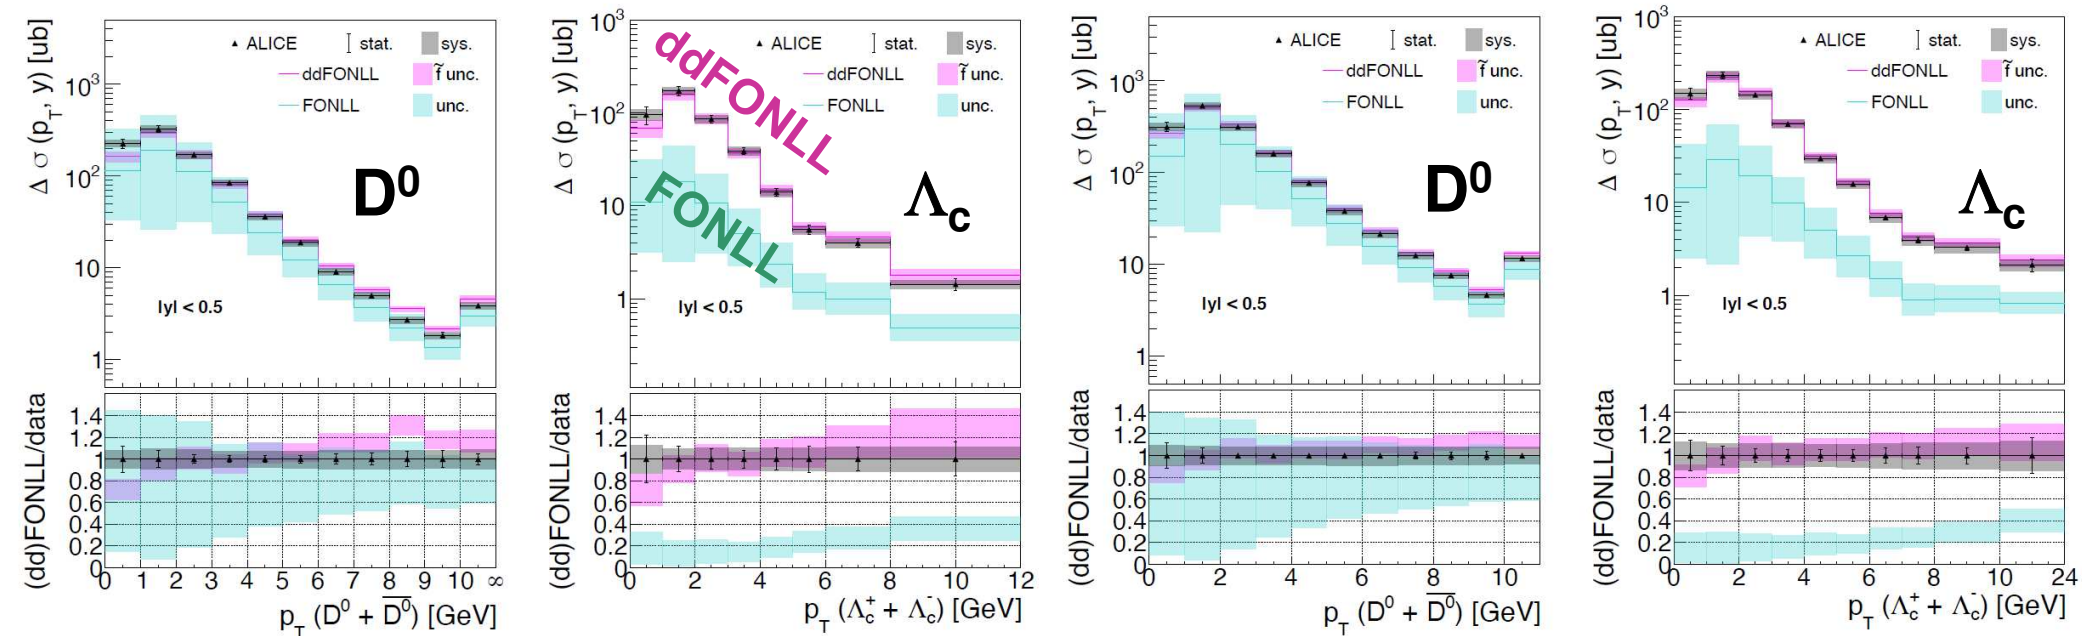 Δ σ (p_T, y) [ub]
10³
10²
10
1
ALICE stat. sys.
ddFONLL f̃ unc.
FONLL unc.
D⁰
|y| < 0.5
(dd)FONLL/data
1.4
1.2
1
0.8
0.6
0.4
0.2
0
0 1 2 3 4 5 6 7 8 9 10 ∞
p_T (D⁰ + D̅⁰) [GeV]
Δ σ (p_T, y) [ub]
10³
10²
10
1
ALICE stat. sys.
ddFONLL f̃ unc.
FONLL unc.
ddFONLL
FONLL
Λc
|y| < 0.5
(dd)FONLL/data
1.4
1.2
1
0.8
0.6
0.4
0.2
0
0 2 4 6 8 10 12
p_T (Λc⁺ + Λc⁻) [GeV]
Δ σ (p_T, y) [ub]
10³
10²
10
1
ALICE stat. sys.
ddFONLL f̃ unc.
FONLL unc.
D⁰
|y| < 0.5
(dd)FONLL/data
1.4
1.2
1
0.8
0.6
0.4
0.2
0
0 2 4 6 8 10
p_T (D⁰ + D̅⁰) [GeV]
Δ σ (p_T, y) [ub]
10³
10²
10
1
ALICE stat. sys.
ddFONLL f̃ unc.
FONLL unc.
Λc
|y| < 0.5
(dd)FONLL/data
1.4
1.2
1
0.8
0.6
0.4
0.2
0
0 2 4 6 8 10 24
p_T (Λc⁺ + Λc⁻) [GeV]